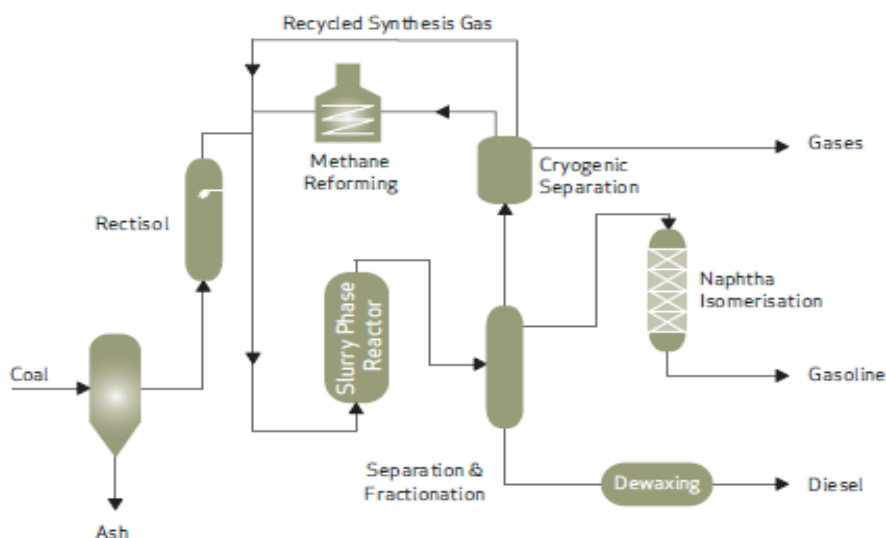 Recycled Synthesis Gas
Methane
Reforming
Cryogenic
Separation
Gases
Rectisol
Slurry Phase
Reactor
Naphtha
Isomerisation
Coal
Gasoline
Separation &
Fractionation
Dewaxing
Diesel
Ash